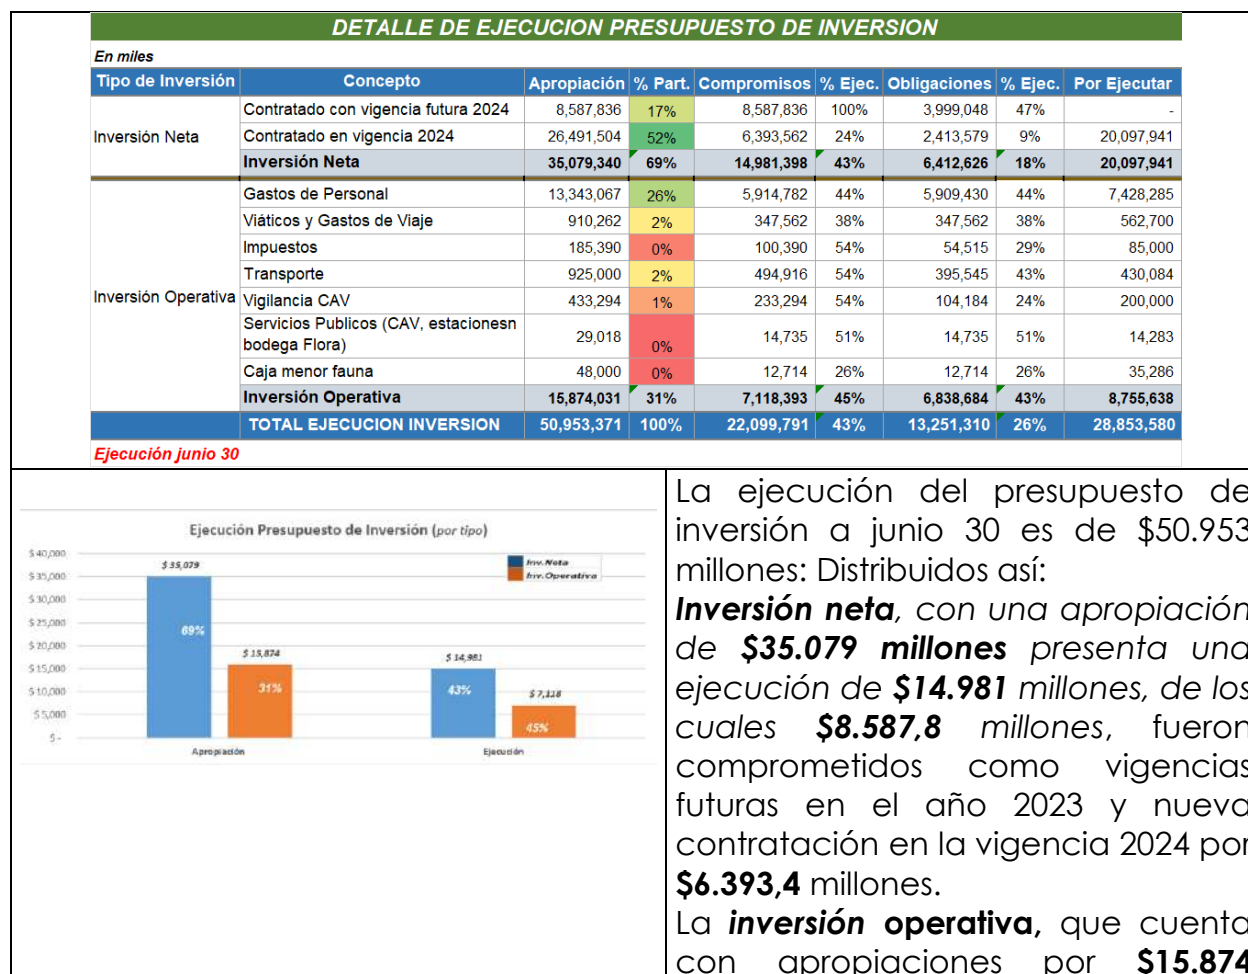 DETALLE DE EJECUCION PRESUPUESTO DE INVERSION
En miles
Tipo de Inversión Concepto Apropiación % Part. Compromisos % Ejec. Obligaciones % Ejec. Por Ejecutar
Contratado con vigencia futura 2024 8,587,836 17% 8,587,836 100% 3,999,048 47% -
Inversión Neta Contratado en vigencia 2024 26,491,504 52% 6,393,562 24% 2,413,579 9% 20,097,941
Inversión Neta 35,079,340 69% 14,981,398 43% 6,412,626 18% 20,097,941
Gastos de Personal 13,343,067 26% 5,914,782 44% 5,909,430 44% 7,428,285
Viáticos y Gastos de Viaje 910,262 2% 347,562 38% 347,562 38% 562,700
Impuestos 185,390 0% 100,390 54% 54,515 29% 85,000
Transporte 925,000 2% 494,916 54% 395,545 43% 430,084
Inversión Operativa Vigilancia CAV 433,294 1% 233,294 54% 104,184 24% 200,000
Servicios Publicos (CAV, estacionesn
bodega Flora) 29,018 0% 14,735 51% 14,735 51% 14,283
Caja menor fauna 48,000 0% 12,714 26% 12,714 26% 35,286
Inversión Operativa 15,874,031 31% 7,118,393 45% 6,838,684 43% 8,755,638
TOTAL EJECUCION INVERSION 50,953,371 100% 22,099,791 43% 13,251,310 26% 28,853,580
Ejecución junio 30
Ejecución Presupuesto de Inversión (por tipo)
$ 40,000
$ 35,000
$ 30,000
$ 25,000
$ 20,000
$ 15,000
$ 10,000
$ 5,000
$ -
$ 35,079
69%
$ 15,874
31%
$ 14,981
43%
$ 7,118
45%
Inv.Neta
Inv.Operativa
Apropiación
Ejecución
La ejecución del presupuesto de
inversión a junio 30 es de $50.953
millones: Distribuidos así:
Inversión neta, con una apropiación
de $35.079 millones presenta una
ejecución de $14.981 millones, de los
cuales $8.587,8 millones, fueron
comprometidos como vigencias
futuras en el año 2023 y nueva
contratación en la vigencia 2024 por
$6.393,4 millones.
La inversión operativa, que cuenta
con apropiaciones por $15.874